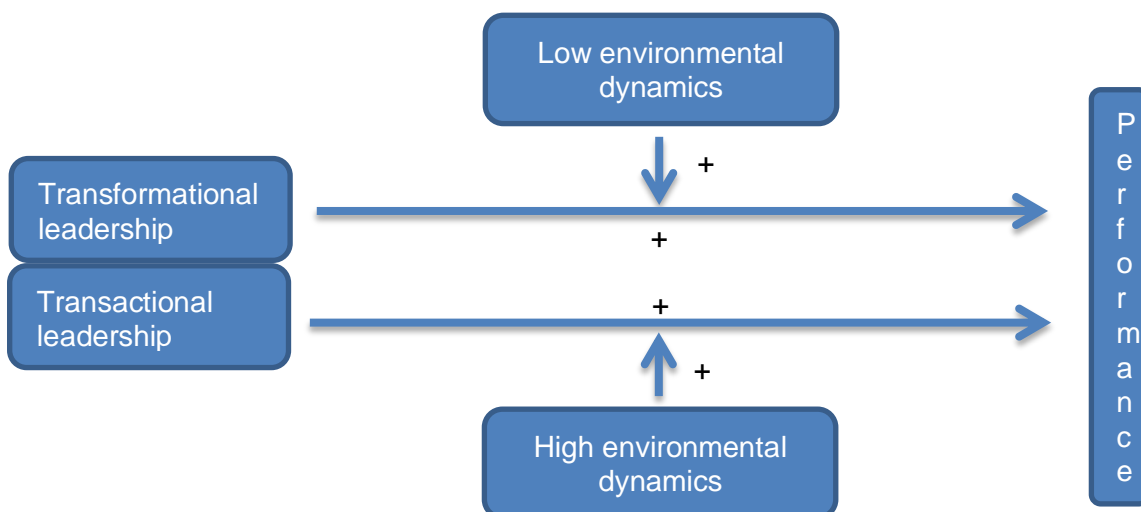 Low environmental
dynamics
+
Transformational
leadership
+
Transactional
leadership
+
+
High environmental
dynamics
P
e
r
f
o
r
m
a
n
c
e